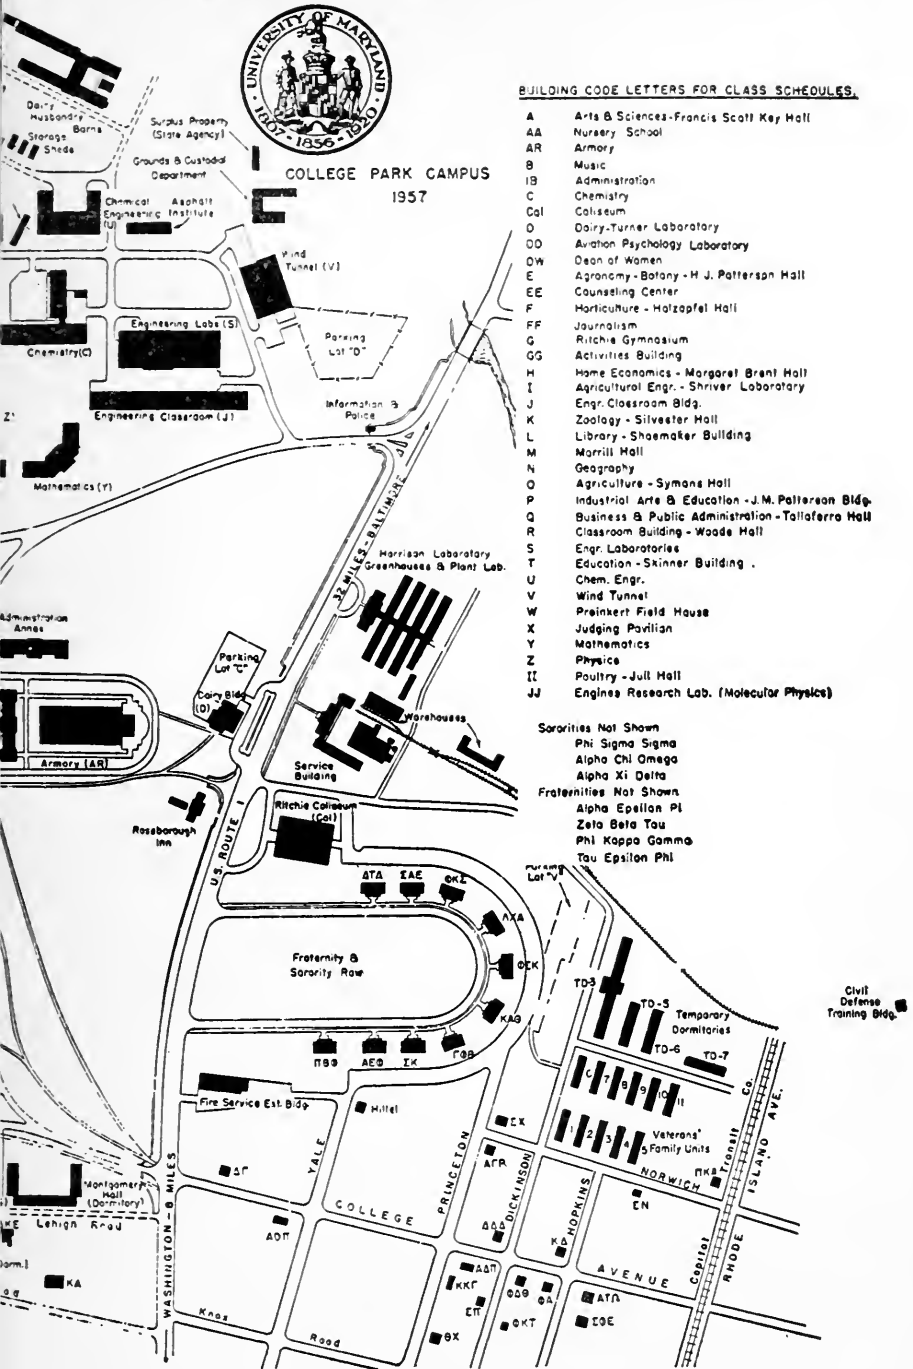 UNIVERSITY OF MARYLAND
1807-1856-1920
COLLEGE PARK CAMPUS
1957
BUILDING CODE LETTERS FOR CLASS SCHEDULES.
A Arts & Sciences-Francis Scott Key Hall
AA Nursery School
AR Armory
B Music
IB Administration
C Chemistry
Col Coliseum
D Dairy-Turner Laboratory
DD Aviation Psychology Laboratory
DW Dean of Women
E Agronomy-Botany-H J. Patterson Hall
EE Counseling Center
F Horticulture - Holzapfel Hall
FF Journalism
G Ritchie Gymnasium
GG Activities Building
H Home Economics - Margaret Brent Hall
I Agricultural Engr. - Shriver Laboratory
J Engr. Classroom Bldg.
K Zoology - Silvester Hall
L Library - Shoemaker Building
M Morrill Hall
N Geography
O Agriculture - Symons Hall
P Industrial Arts & Education - J.M. Patterson Bldg.
Q Business & Public Administration - Taliaferro Hall
R Classroom Building - Woods Hall
S Engr. Laboratories
T Education - Skinner Building .
U Chem. Engr.
V Wind Tunnel
W Preinkert Field House
X Judging Pavilion
Y Mathematics
Z Physics
II Poultry - Jull Hall
JJ Engines Research Lab. (Molecular Physics)
Sororities Not Shown
Phi Sigma Sigma
Alpha Chi Omega
Alpha Xi Delta
Fraternities Not Shown
Alpha Epsilon Pi
Zeta Beta Tau
Phi Kappa Gamma
Tau Epsilon Phi
Dairy
Husbandry
Barns
Storage
Sheds
Surplus Property
(State Agency)
Grounds & Custodial
Department
Chemical
Engineering
(U)
Asphalt
Institute
Wind
Tunnel (V)
Engineering Labs (S)
Chemistry (C)
Parking
Lot "D"
Engineering Classroom (J)
Information &
Police
Mathematics (Y)
32 MILES - BALTIMORE
Harrison Laboratory
Greenhouses & Plant Lab.
Administration
Annex
Parking
Lot "C"
Dairy Bldg
(D)
Armory (AR)
Warehouses
Service
Building
Rossborough
Inn
Ritchie Coliseum
(Col)
U.S. ROUTE 1
Parking
Lot "V"
ΔΤΔ
ΣΑΕ
ΦΚΣ
ΛΧΑ
ΦΣΚ
ΚΑΘ
ΓΦΒ
ΣΚ
ΑΕΦ
ΠΒΦ
Fraternity &
Sorority Row
TD-3
TD-5
TD-6
TD-7
Temporary
Dormitories
Civil
Defense
Training Bldg.
Fire Service Ext. Bldg.
Hillel
6 7 8 9 10 11
1 2 3 4 5
Veterans'
Family Units
ΣΧ
ΑΓΡ
ΔΓ
YALE
PRINCETON
DICKINSON
HOPKINS
NORWICH
ΠΚΑ
ΣΝ
Capital Transit Co.
RHODE ISLAND AVE.
Montgomery
Hall
(Dormitory)
Lehigh Road
WASHINGTON - 8 MILES
COLLEGE AVENUE
ΑΟΠ
ΔΔΔ
ΚΔ
ΚΑ
ΑΔΠ
ΚΚΓ
ΣΠ
ΦΔΘ
ΦΑ
ΑΤΩ
ΘΧ
ΦΚΤ
ΣΦΕ
Knox Road